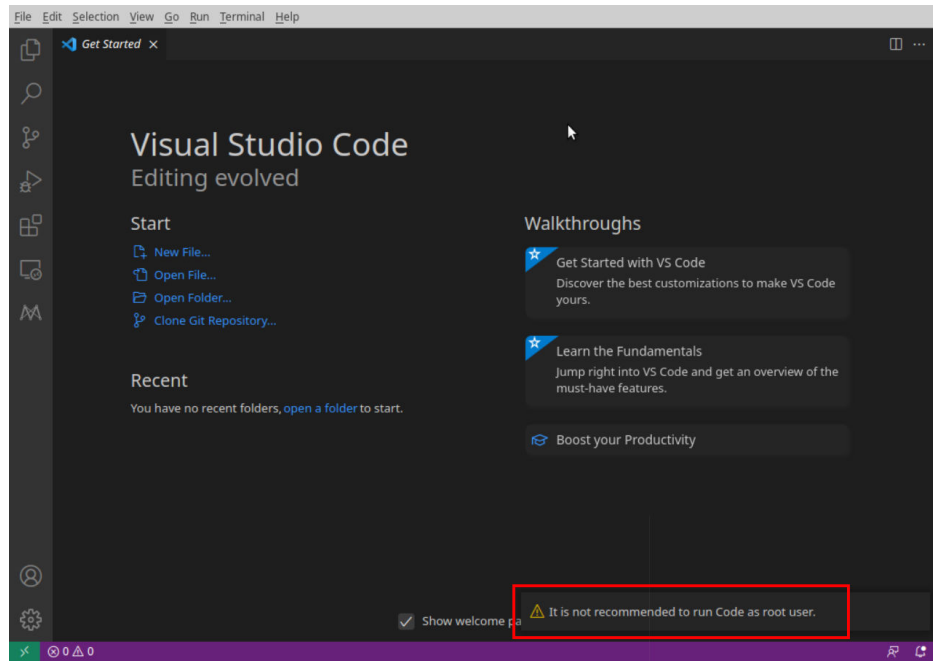 File Edit Selection View Go Run Terminal Help
Get Started
Visual Studio Code
Editing evolved
Start
New File...
Open File...
Open Folder...
Clone Git Repository...
Recent
You have no recent folders, open a folder to start.
Walkthroughs
Get Started with VS Code
Discover the best customizations to make VS Code
yours.
Learn the Fundamentals
Jump right into VS Code and get an overview of the
must-have features.
Boost your Productivity
Show welcome pa
It is not recommended to run Code as root user.
0 0